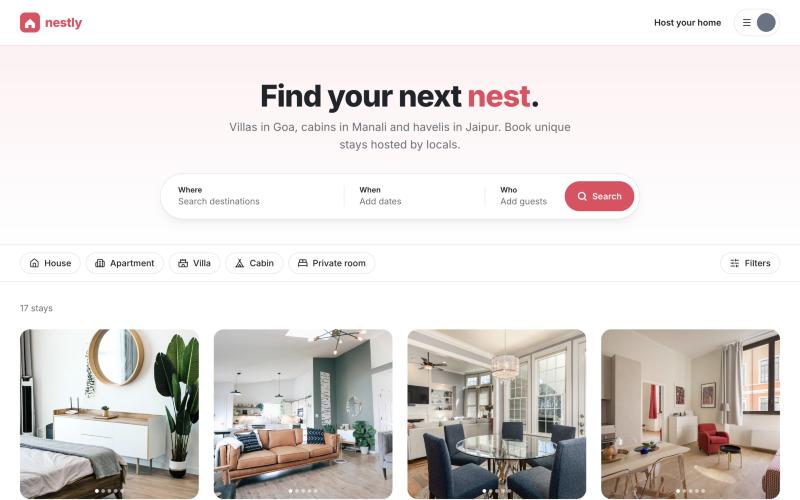 nestly
Host your home
Find your next nest.
Villas in Goa, cabins in Manali and havelis in Jaipur. Book unique
stays hosted by locals.
Where
Search destinations
When
Add dates
Who
Add guests
Search
House
Apartment
Villa
Cabin
Private room
Filters
17 stays